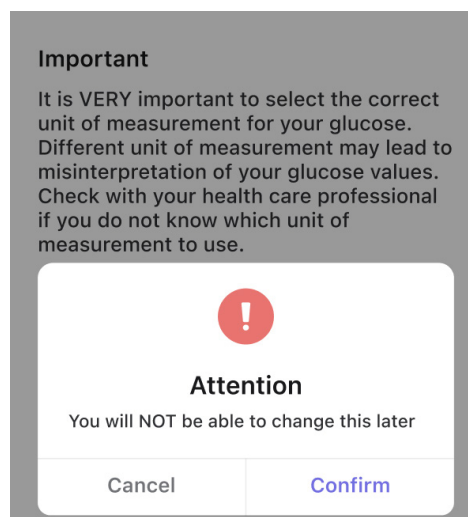 Important
It is VERY important to select the correct
unit of measurement for your glucose.
Different unit of measurement may lead to
misinterpretation of your glucose values.
Check with your health care professional
if you do not know which unit of
measurement to use.
!
Attention
You will NOT be able to change this later
Cancel Confirm